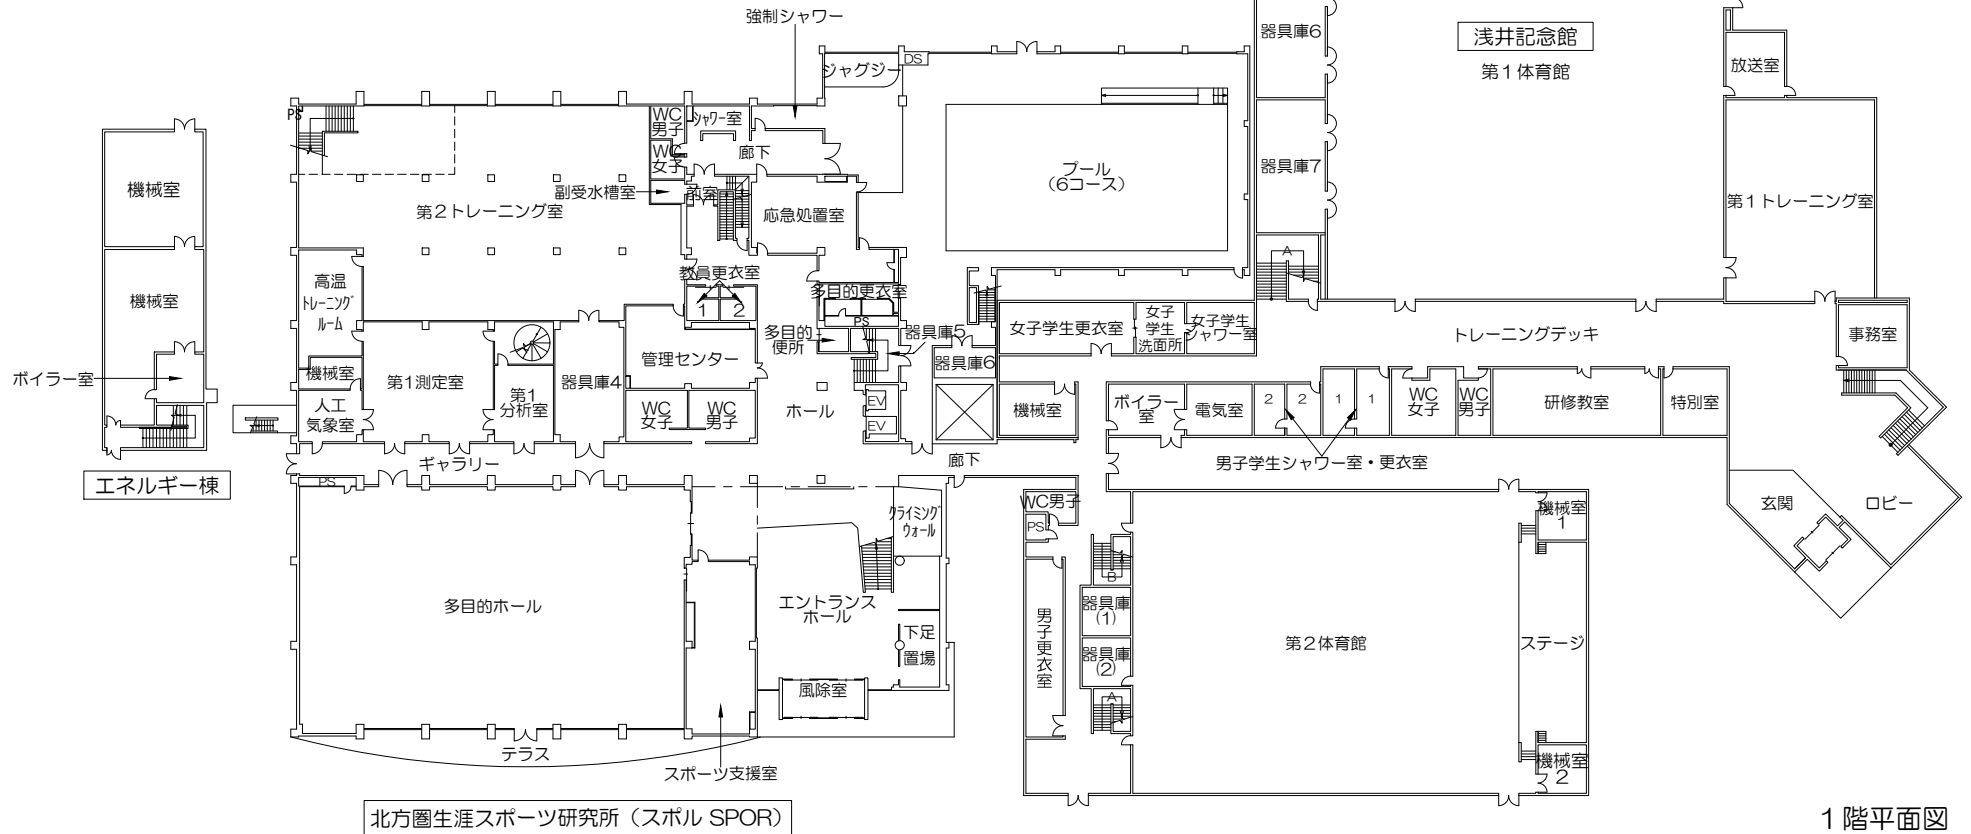 強制シャワー
器具庫6
浅井記念館
第1体育館
放送室
ジャグジー
DS
PS
WC
男子
シャワー室
WC
女子
廊下
機械室
副受水槽室
前室
第2トレーニング室
応急処置室
プール
(6コース)
器具庫7
第1トレーニング室
A
機械室
高温
トレーニング
ルーム
教員更衣室
1
2
多目的更衣室
PS
多目的
便所
器具庫5
器具庫6
女子学生更衣室
女子
学生
洗面所
女子学生
シャワー室
トレーニングデッキ
事務室
ボイラー室
機械室
第1測定室
第1
分析室
器具庫4
管理センター
人工
気象室
WC
女子
WC
男子
ホール
EV
EV
機械室
ボイラー
室
電気室
2
2
1
1
WC
女子
WC
男子
研修教室
特別室
エネルギー棟
ギャラリー
廊下
男子学生シャワー室・更衣室
PS
クライミング
ウォール
WC男子
PS
機械室
1
玄関
ロビー
B
多目的ホール
エントランス
ホール
下足
置場
器具庫
(1)
男子更衣室
器具庫
(2)
第2体育館
ステージ
風除室
A
テラス
スポーツ支援室
機械室
2
北方圏生涯スポーツ研究所(スポル SPOR)
1階平面図